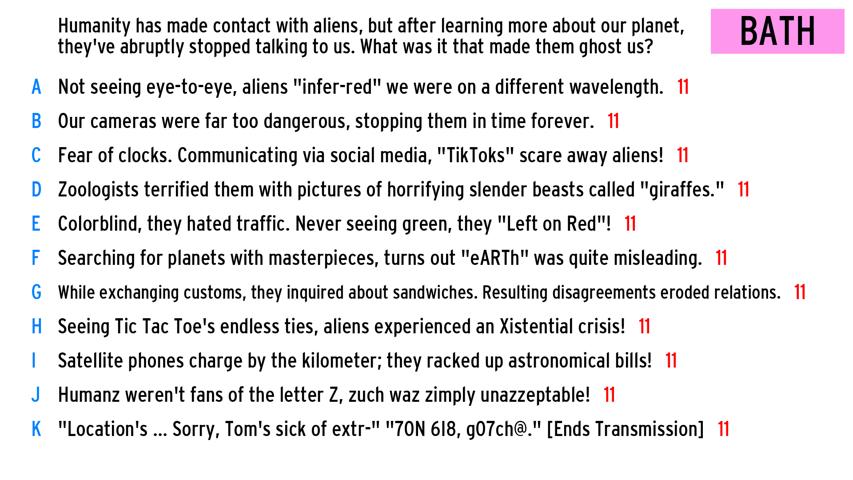 Humanity has made contact with aliens, but after learning more about our planet,
they've abruptly stopped talking to us. What was it that made them ghost us?
BATH
A Not seeing eye-to-eye, aliens "infer-red" we were on a different wavelength. 11
B Our cameras were far too dangerous, stopping them in time forever. 11
C Fear of clocks. Communicating via social media, "TikToks" scare away aliens! 11
D Zoologists terrified them with pictures of horrifying slender beasts called "giraffes." 11
E Colorblind, they hated traffic. Never seeing green, they "Left on Red"! 11
F Searching for planets with masterpieces, turns out "eARTh" was quite misleading. 11
G While exchanging customs, they inquired about sandwiches. Resulting disagreements eroded relations. 11
H Seeing Tic Tac Toe's endless ties, aliens experienced an Xistential crisis! 11
I Satellite phones charge by the kilometer; they racked up astronomical bills! 11
J Humanz weren't fans of the letter Z, zuch waz zimply unazzeptable! 11
K "Location's ... Sorry, Tom's sick of extr-" "70N 6I8, g07ch@." [Ends Transmission] 11